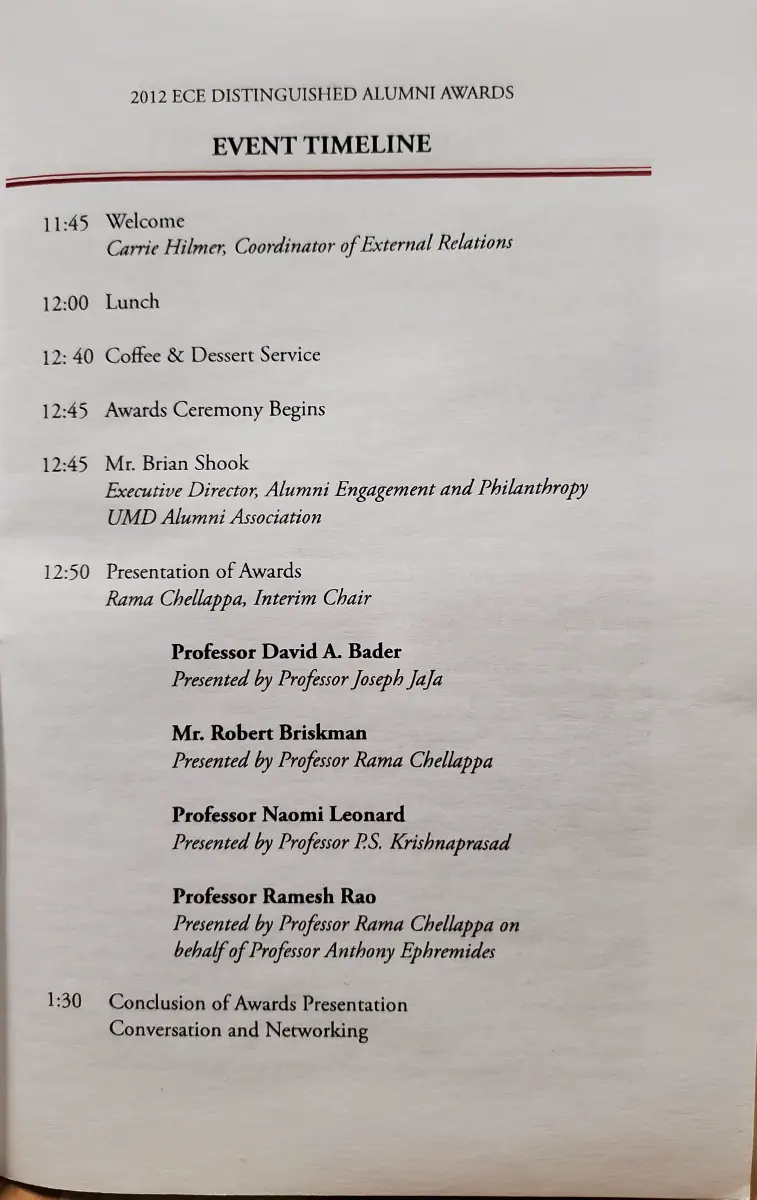 2012 ECE DISTINGUISHED ALUMNI AWARDS
EVENT TIMELINE
11:45 Welcome
Carrie Hilmer, Coordinator of External Relations
12:00 Lunch
12: 40 Coffee & Dessert Service
12:45 Awards Ceremony Begins
12:45 Mr. Brian Shook
Executive Director, Alumni Engagement and Philanthropy
UMD Alumni Association
12:50 Presentation of Awards
Rama Chellappa, Interim Chair
Professor David A. Bader
Presented by Professor Joseph JaJa
Mr. Robert Briskman
Presented by Professor Rama Chellappa
Professor Naomi Leonard
Presented by Professor P.S. Krishnaprasad
Professor Ramesh Rao
Presented by Professor Rama Chellappa on
behalf of Professor Anthony Ephremides
1:30 Conclusion of Awards Presentation
Conversation and Networking